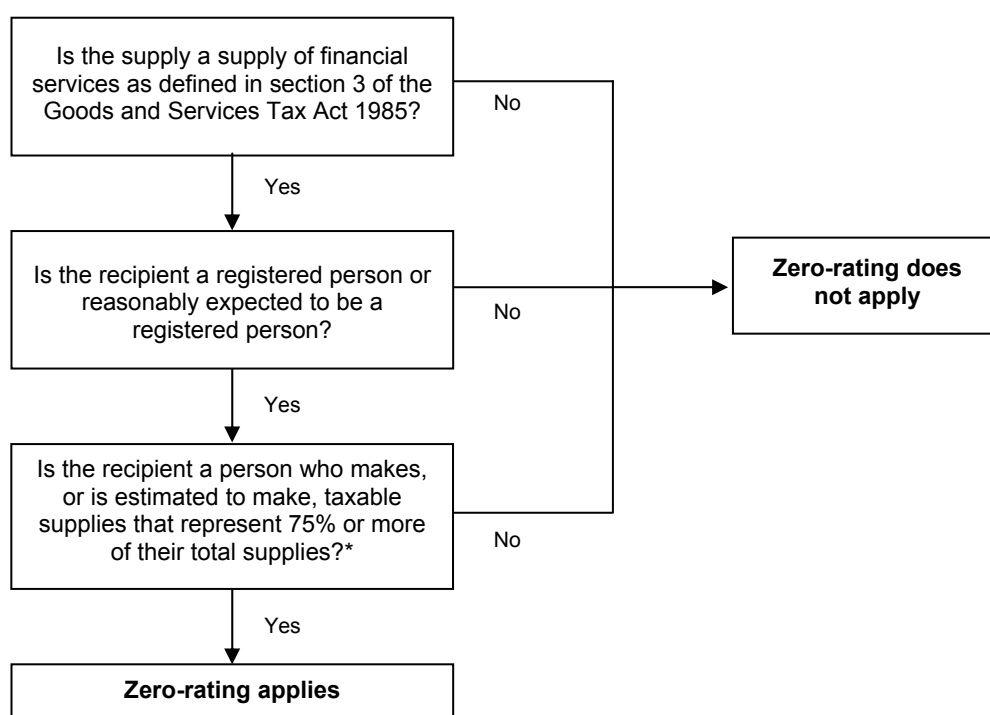 Is the supply a supply of financial
services as defined in section 3 of the
Goods and Services Tax Act 1985?
No
Yes
Is the recipient a registered person or
reasonably expected to be a
registered person?
No
Zero-rating does
not apply
Yes
Is the recipient a person who makes,
or is estimated to make, taxable
supplies that represent 75% or more
of their total supplies?*
No
Yes
Zero-rating applies